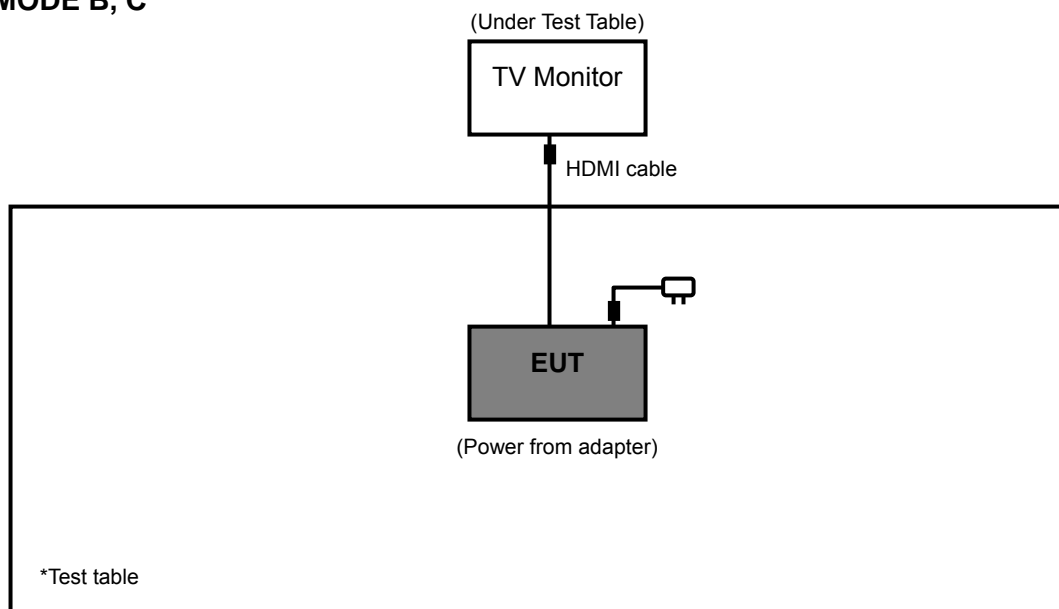 MODE B, C
(Under Test Table)
TV Monitor
HDMI cable
EUT
(Power from adapter)
*Test table